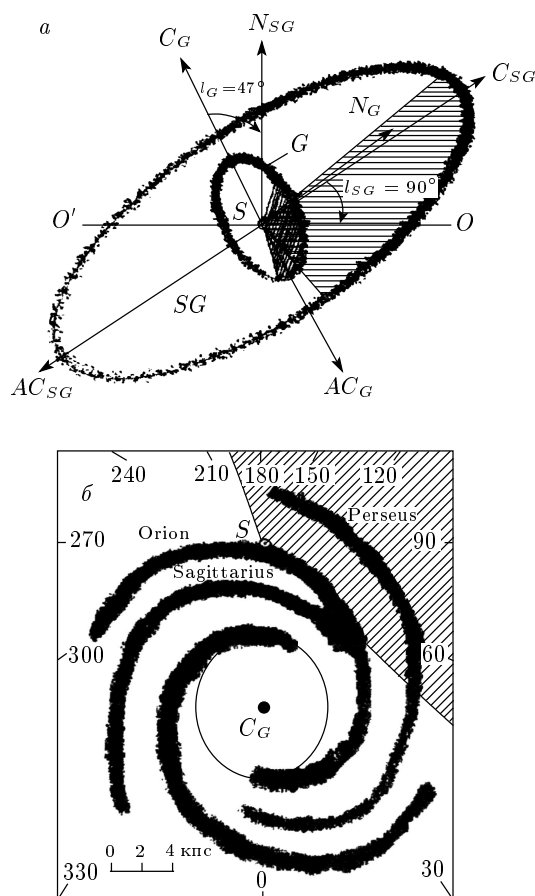 а
N_SG
C_G
C_SG
l_G = 47°
N_G
G
l_SG = 90°
S
O'
O
SG
AC_SG
AC_G
б
240
210
180
150
120
Perseus
Orion
S
270
90
Sagittarius
300
60
C_G
0 2 4 кпс
330
0
30